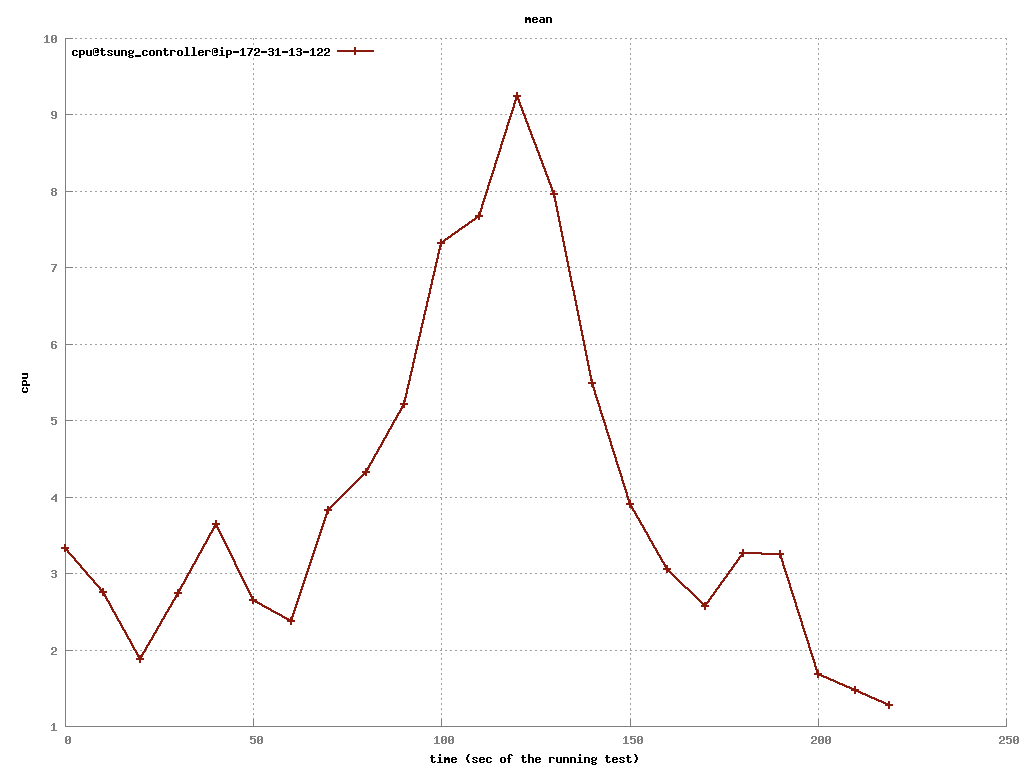 mean
10
cpu@tsung_controller@ip-172-31-13-122
9
8
7
6
cpu
5
4
3
2
1
0 50 100 150 200 250
time (sec of the running test)